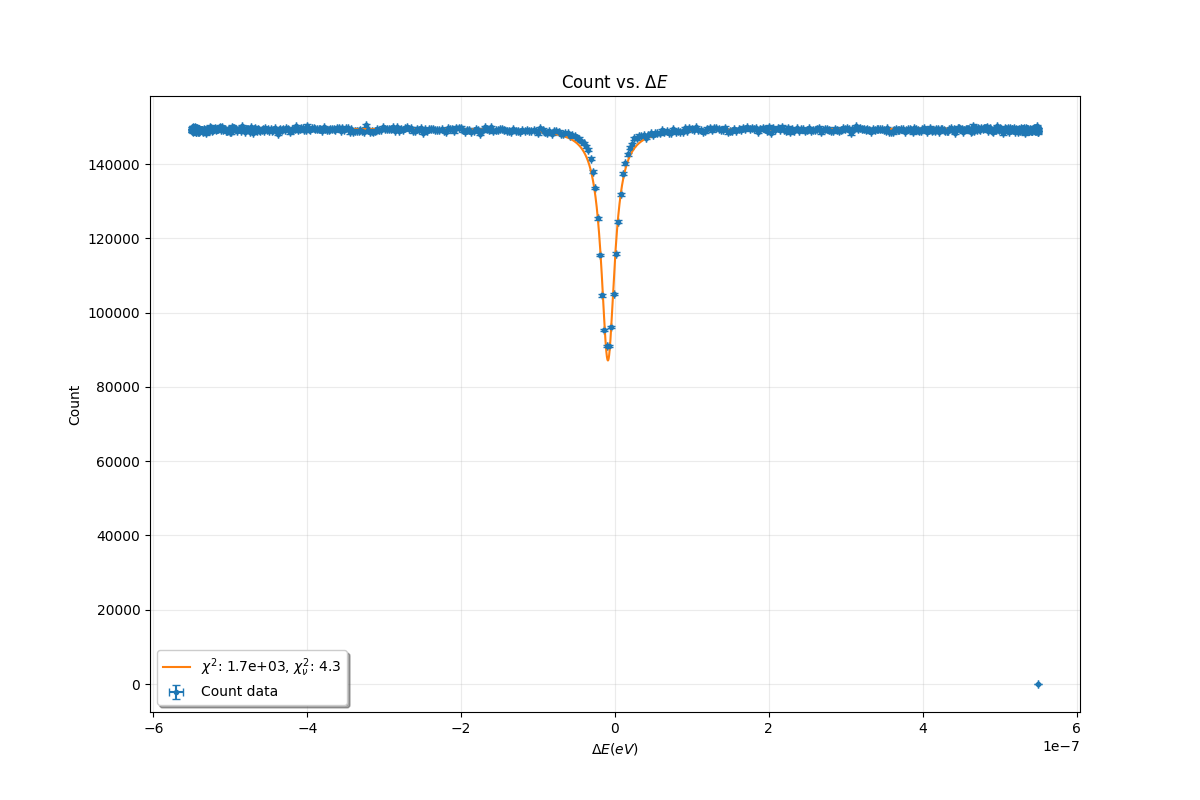 Count vs. ΔE
140000
120000
100000
80000
60000
40000
20000
0
Count
−6
−4
−2
0
2
4
6
1e−7
ΔE(eV)
χ²: 1.7e+03, χ²ᵥ: 4.3
Count data